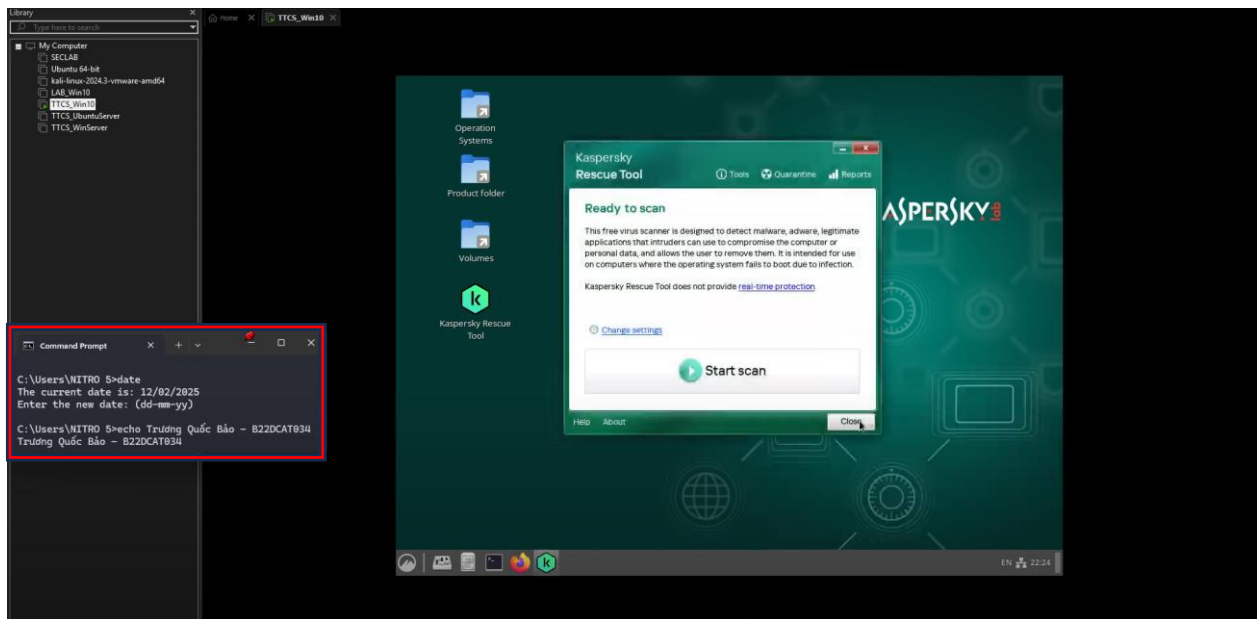 Library
Type here to search
My Computer
SECLAB
Ubuntu 64-bit
kali-linux-2024.3-vmware-amd64
LAB_Win10
TTCS_Win10
TTCS_UbuntuServer
TTCS_WinServer
Home
TTCS_Win10
Operation
Systems
Product folder
Volumes
Kaspersky Rescue
Tool
Kaspersky
Rescue Tool
Tools Quarantine Reports
Ready to scan
This free virus scanner is designed to detect malware, adware, legitimate
applications that intruders can use to compromise the computer or
personal data, and allows the user to remove them. It is intended for use
on computers where the operating system fails to boot due to infection.
Kaspersky Rescue Tool does not provide real-time protection.
Change settings
Start scan
Help About
Close
ASPERSKY lab
Command Prompt
C:\Users\NITRO 5>date
The current date is: 12/02/2025
Enter the new date: (dd-mm-yy)
C:\Users\NITRO 5>echo Trương Quốc Bảo – B22DCAT034
Trương Quốc Bảo – B22DCAT034
EN 22:24